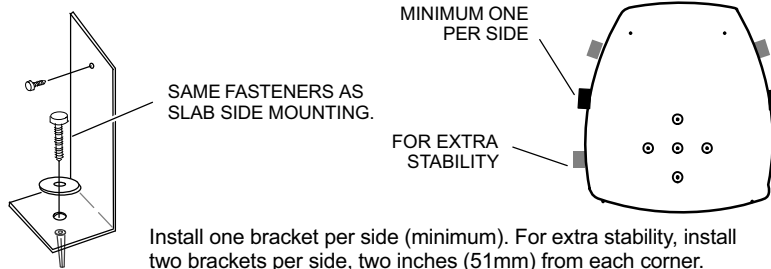 MINIMUM ONE
PER SIDE
SAME FASTENERS AS
SLAB SIDE MOUNTING.
FOR EXTRA
STABILITY
Install one bracket per side (minimum). For extra stability, install
two brackets per side, two inches (51mm) from each corner.